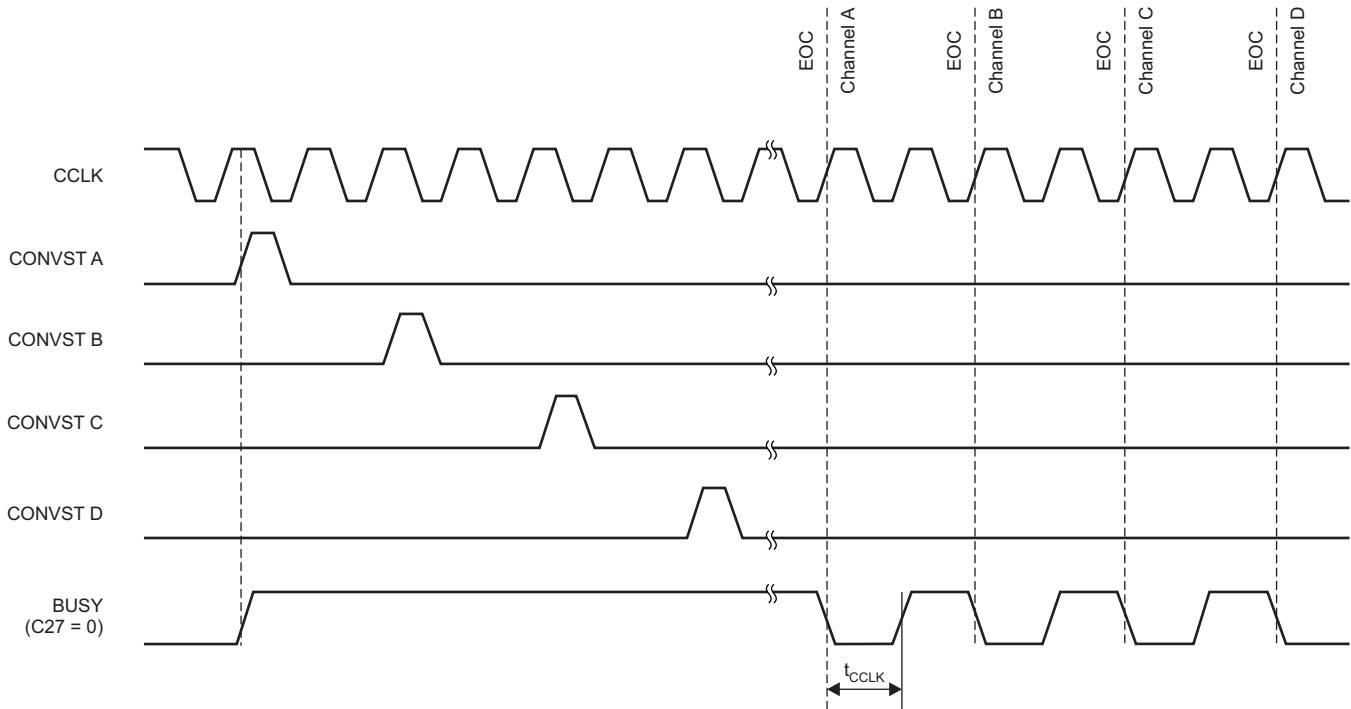 EOC
Channel A
EOC
Channel B
EOC
Channel C
EOC
Channel D
CCLK
CONVST A
CONVST B
CONVST C
CONVST D
BUSY
(C27 = 0)
tCCLK